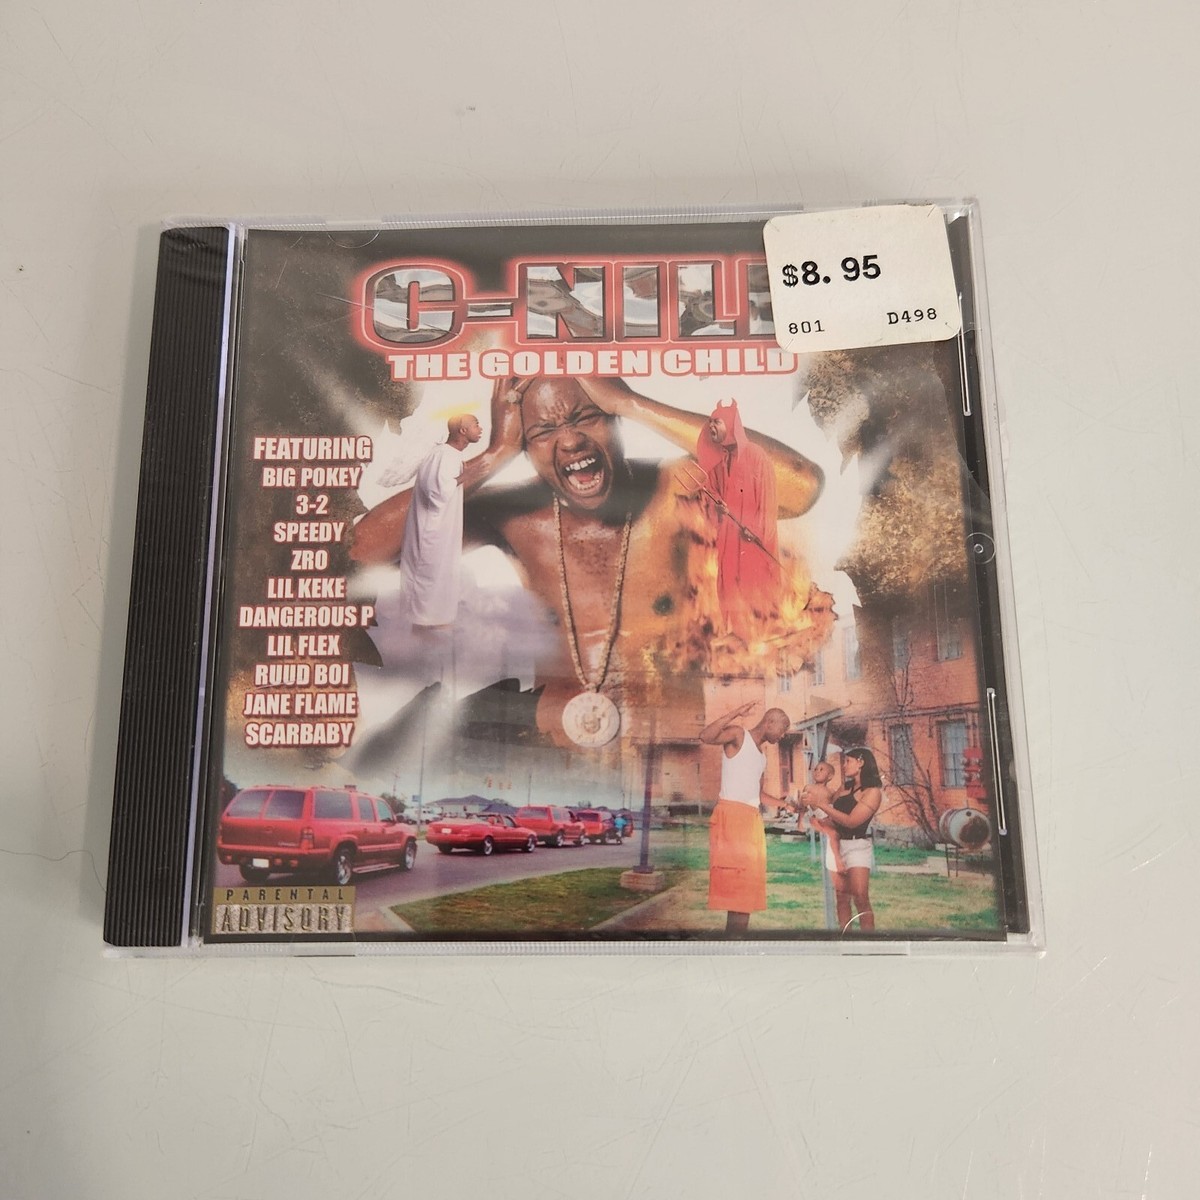 $8.95
801 D498
THE GOLDEN CHILD
FEATURING
BIG POKEY
3-2
SPEEDY
ZRO
LIL KEKE
DANGEROUS P
LIL FLEX
RUUD BOI
JANE FLAME
SCARBABY
PARENTAL
ADVISORY